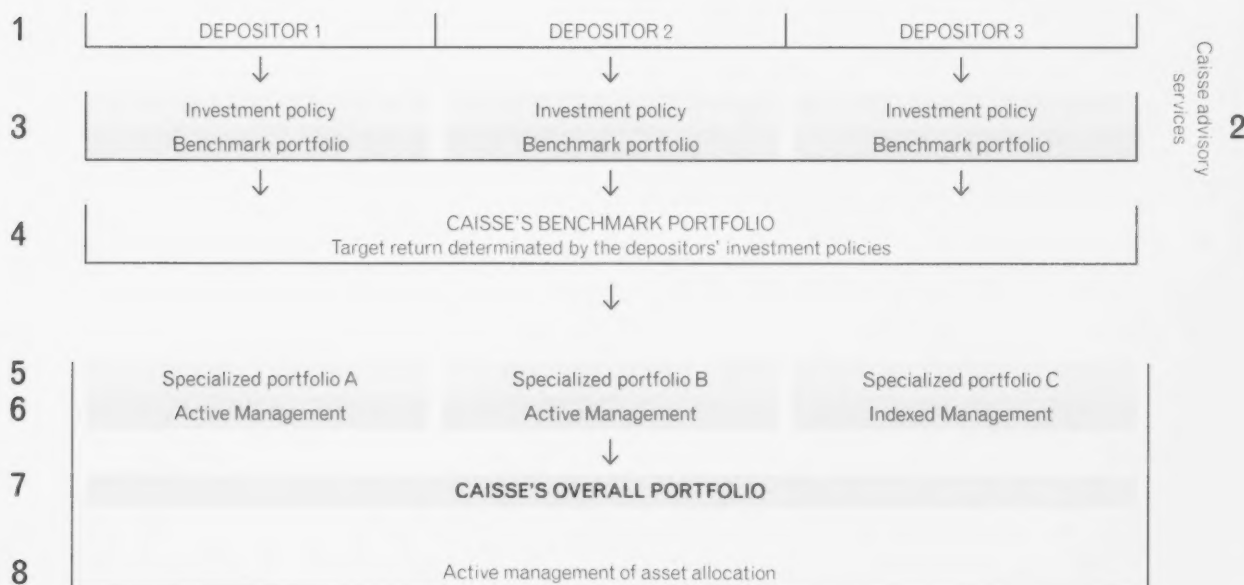 1
DEPOSITOR 1 DEPOSITOR 2 DEPOSITOR 3
Caisse advisory
services
2
3
Investment policy Investment policy Investment policy
Benchmark portfolio Benchmark portfolio Benchmark portfolio
4
CAISSE'S BENCHMARK PORTFOLIO
Target return determinated by the depositors' investment policies
5
Specialized portfolio A Specialized portfolio B Specialized portfolio C
6
Active Management Active Management Indexed Management
7
CAISSE'S OVERALL PORTFOLIO
8
Active management of asset allocation